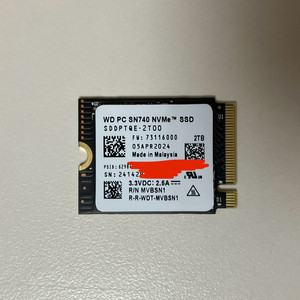 WD PC SN740 NVMe™ SSD
SDDPTQE-2T00
FW: 73116000 2TB
05APR2024
Made in Malaysia
SN: 2414
3.3VDC: 2.5A
R/N MVBSN1
R-R-WDT-MVBSN1